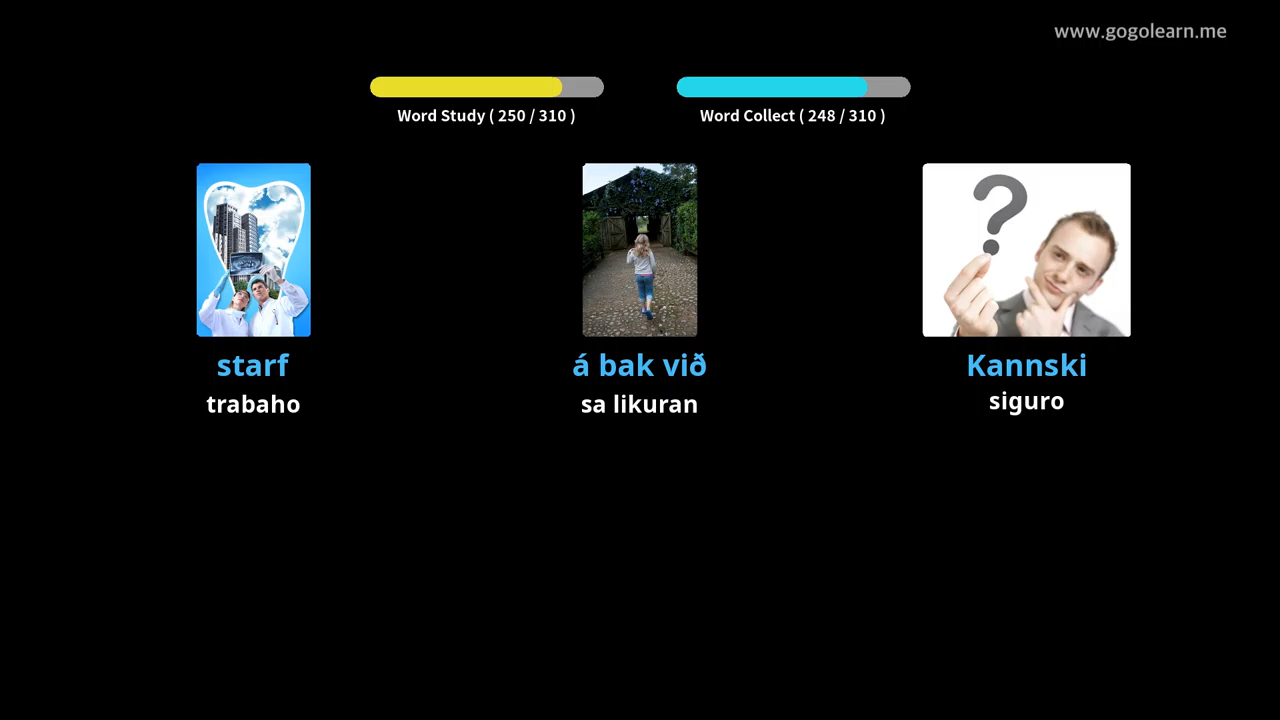 www.gogolearn.me
Word Study ( 250 / 310 )
Word Collect ( 248 / 310 )
starf
trabaho
á bak við
sa likuran
Kannski
siguro